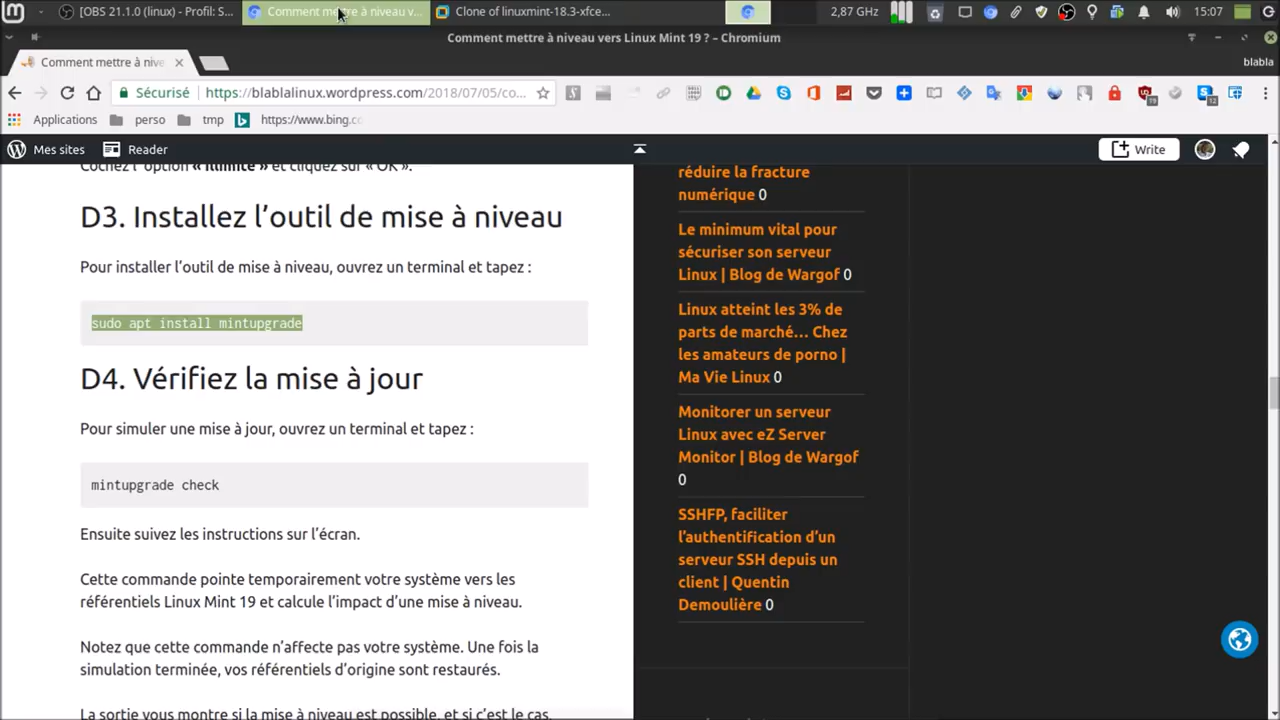 [OBS 21.1.0 (linux) - Profil: S...
Comment mettre à niveau v...
Clone of linuxmint-18.3-xfce...
2,87 GHz
15:07
Comment mettre à niveau vers Linux Mint 19 ? – Chromium
Comment mettre à nive
blabla
Sécurisé
https://blablalinux.wordpress.com/2018/07/05/co...
19
12
Applications
perso
tmp
https://www.bing.cc
Mes sites
Reader
Write
Cochez l'option « Illimité » et cliquez sur « OK ».
D3. Installez l’outil de mise à niveau
Pour installer l’outil de mise à niveau, ouvrez un terminal et tapez :
sudo apt install mintupgrade
D4. Vérifiez la mise à jour
Pour simuler une mise à jour, ouvrez un terminal et tapez :
mintupgrade check
Ensuite suivez les instructions sur l’écran.
Cette commande pointe temporairement votre système vers les
référentiels Linux Mint 19 et calcule l’impact d’une mise à niveau.
Notez que cette commande n’affecte pas votre système. Une fois la
simulation terminée, vos référentiels d’origine sont restaurés.
La sortie vous montre si la mise à niveau est possible, et si c’est le cas,
réduire la fracture
numérique 0
Le minimum vital pour
sécuriser son serveur
Linux | Blog de Wargof 0
Linux atteint les 3% de
parts de marché… Chez
les amateurs de porno |
Ma Vie Linux 0
Monitorer un serveur
Linux avec eZ Server
Monitor | Blog de Wargof
0
SSHFP, faciliter
l’authentification d’un
serveur SSH depuis un
client | Quentin
Demoulière 0